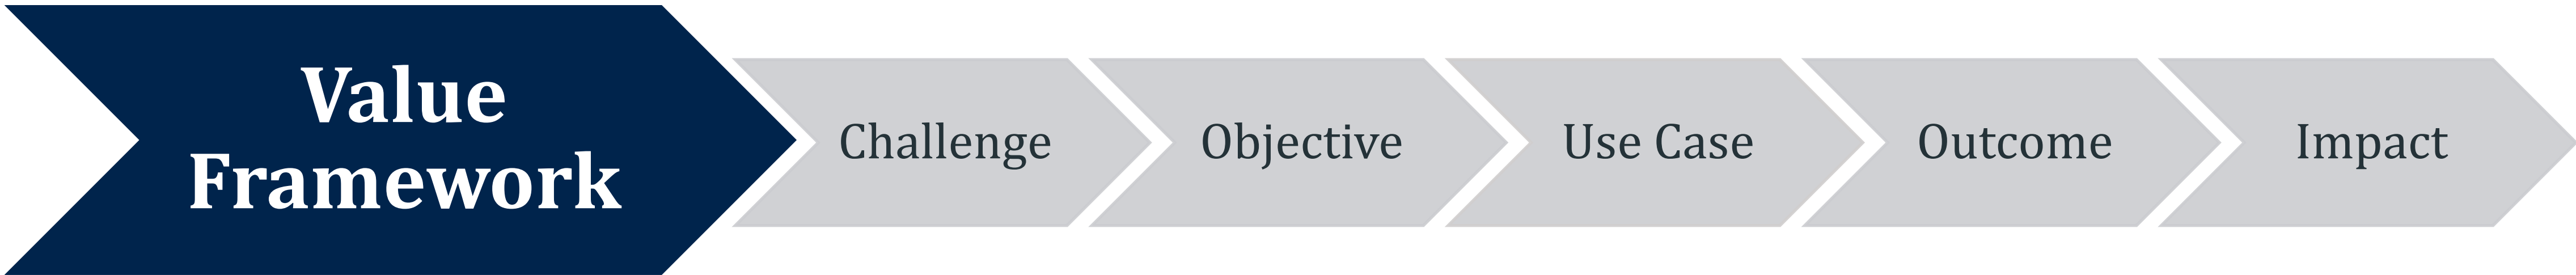 Value
Framework
Challenge
Objective
Use Case
Outcome
Impact